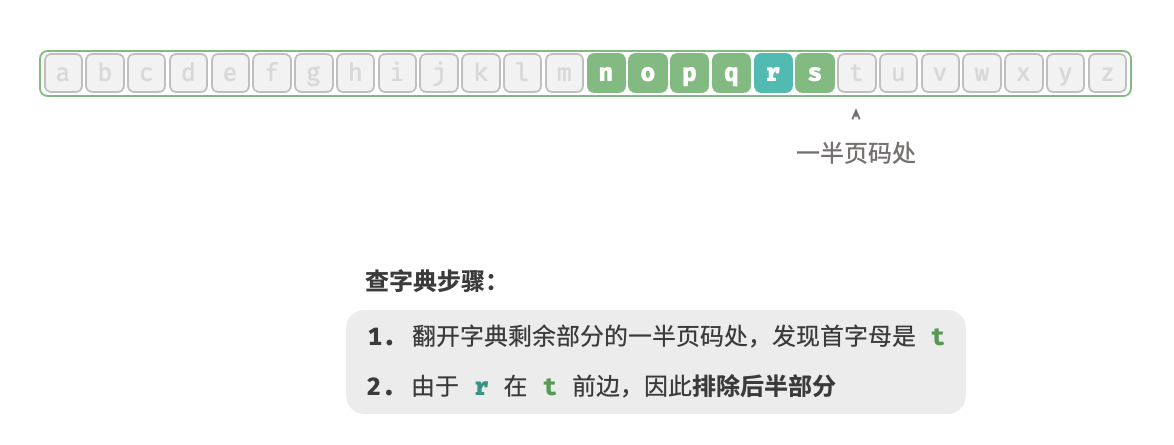 a b c d e f g h i j k l m n o p q r s t u v w x y z
一半页码处
查字典步骤：
1. 翻开字典剩余部分的一半页码处，发现首字母是 t
2. 由于 r 在 t 前边，因此排除后半部分